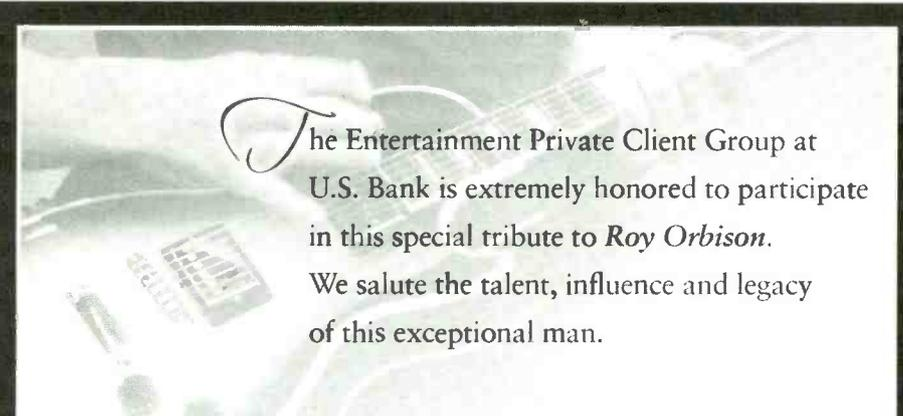 The Entertainment Private Client Group at
U.S. Bank is extremely honored to participate
in this special tribute to Roy Orbison.
We salute the talent, influence and legacy
of this exceptional man.